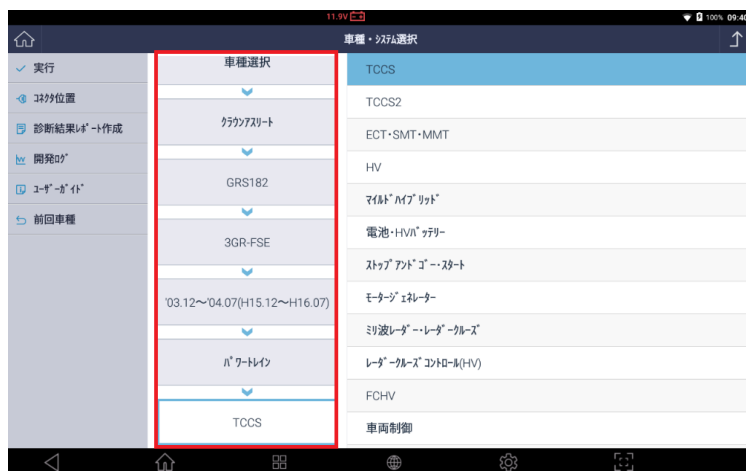 11.9V
100% 09:40
車種・ｼｽﾃﾑ選択
実行
ｺﾈｸﾀ位置
診断結果ﾚﾎﾟｰﾄ作成
開発ﾛｸﾞ
ﾕｰｻﾞｰｶﾞｲﾄﾞ
前回車種
車種選択
ｸﾗｳﾝｱｽﾘｰﾄ
GRS182
3GR-FSE
'03.12～'04.07(H15.12～H16.07)
ﾊﾟﾜｰﾄﾚｲﾝ
TCCS
TCCS
TCCS2
ECT・SMT・MMT
HV
ﾏｲﾙﾄﾞﾊｲﾌﾞﾘｯﾄﾞ
電池・HVﾊﾞｯﾃﾘｰ
ｽﾄｯﾌﾟｱﾝﾄﾞｺﾞｰ・ｽﾀｰﾄ
ﾓｰﾀｰｼﾞｪﾈﾚｰﾀｰ
ﾐﾘ波ﾚｰﾀﾞｰ・ﾚｰﾀﾞｰｸﾙｰｽﾞ
ﾚｰﾀﾞｰｸﾙｰｽﾞｺﾝﾄﾛｰﾙ(HV)
FCHV
車両制御